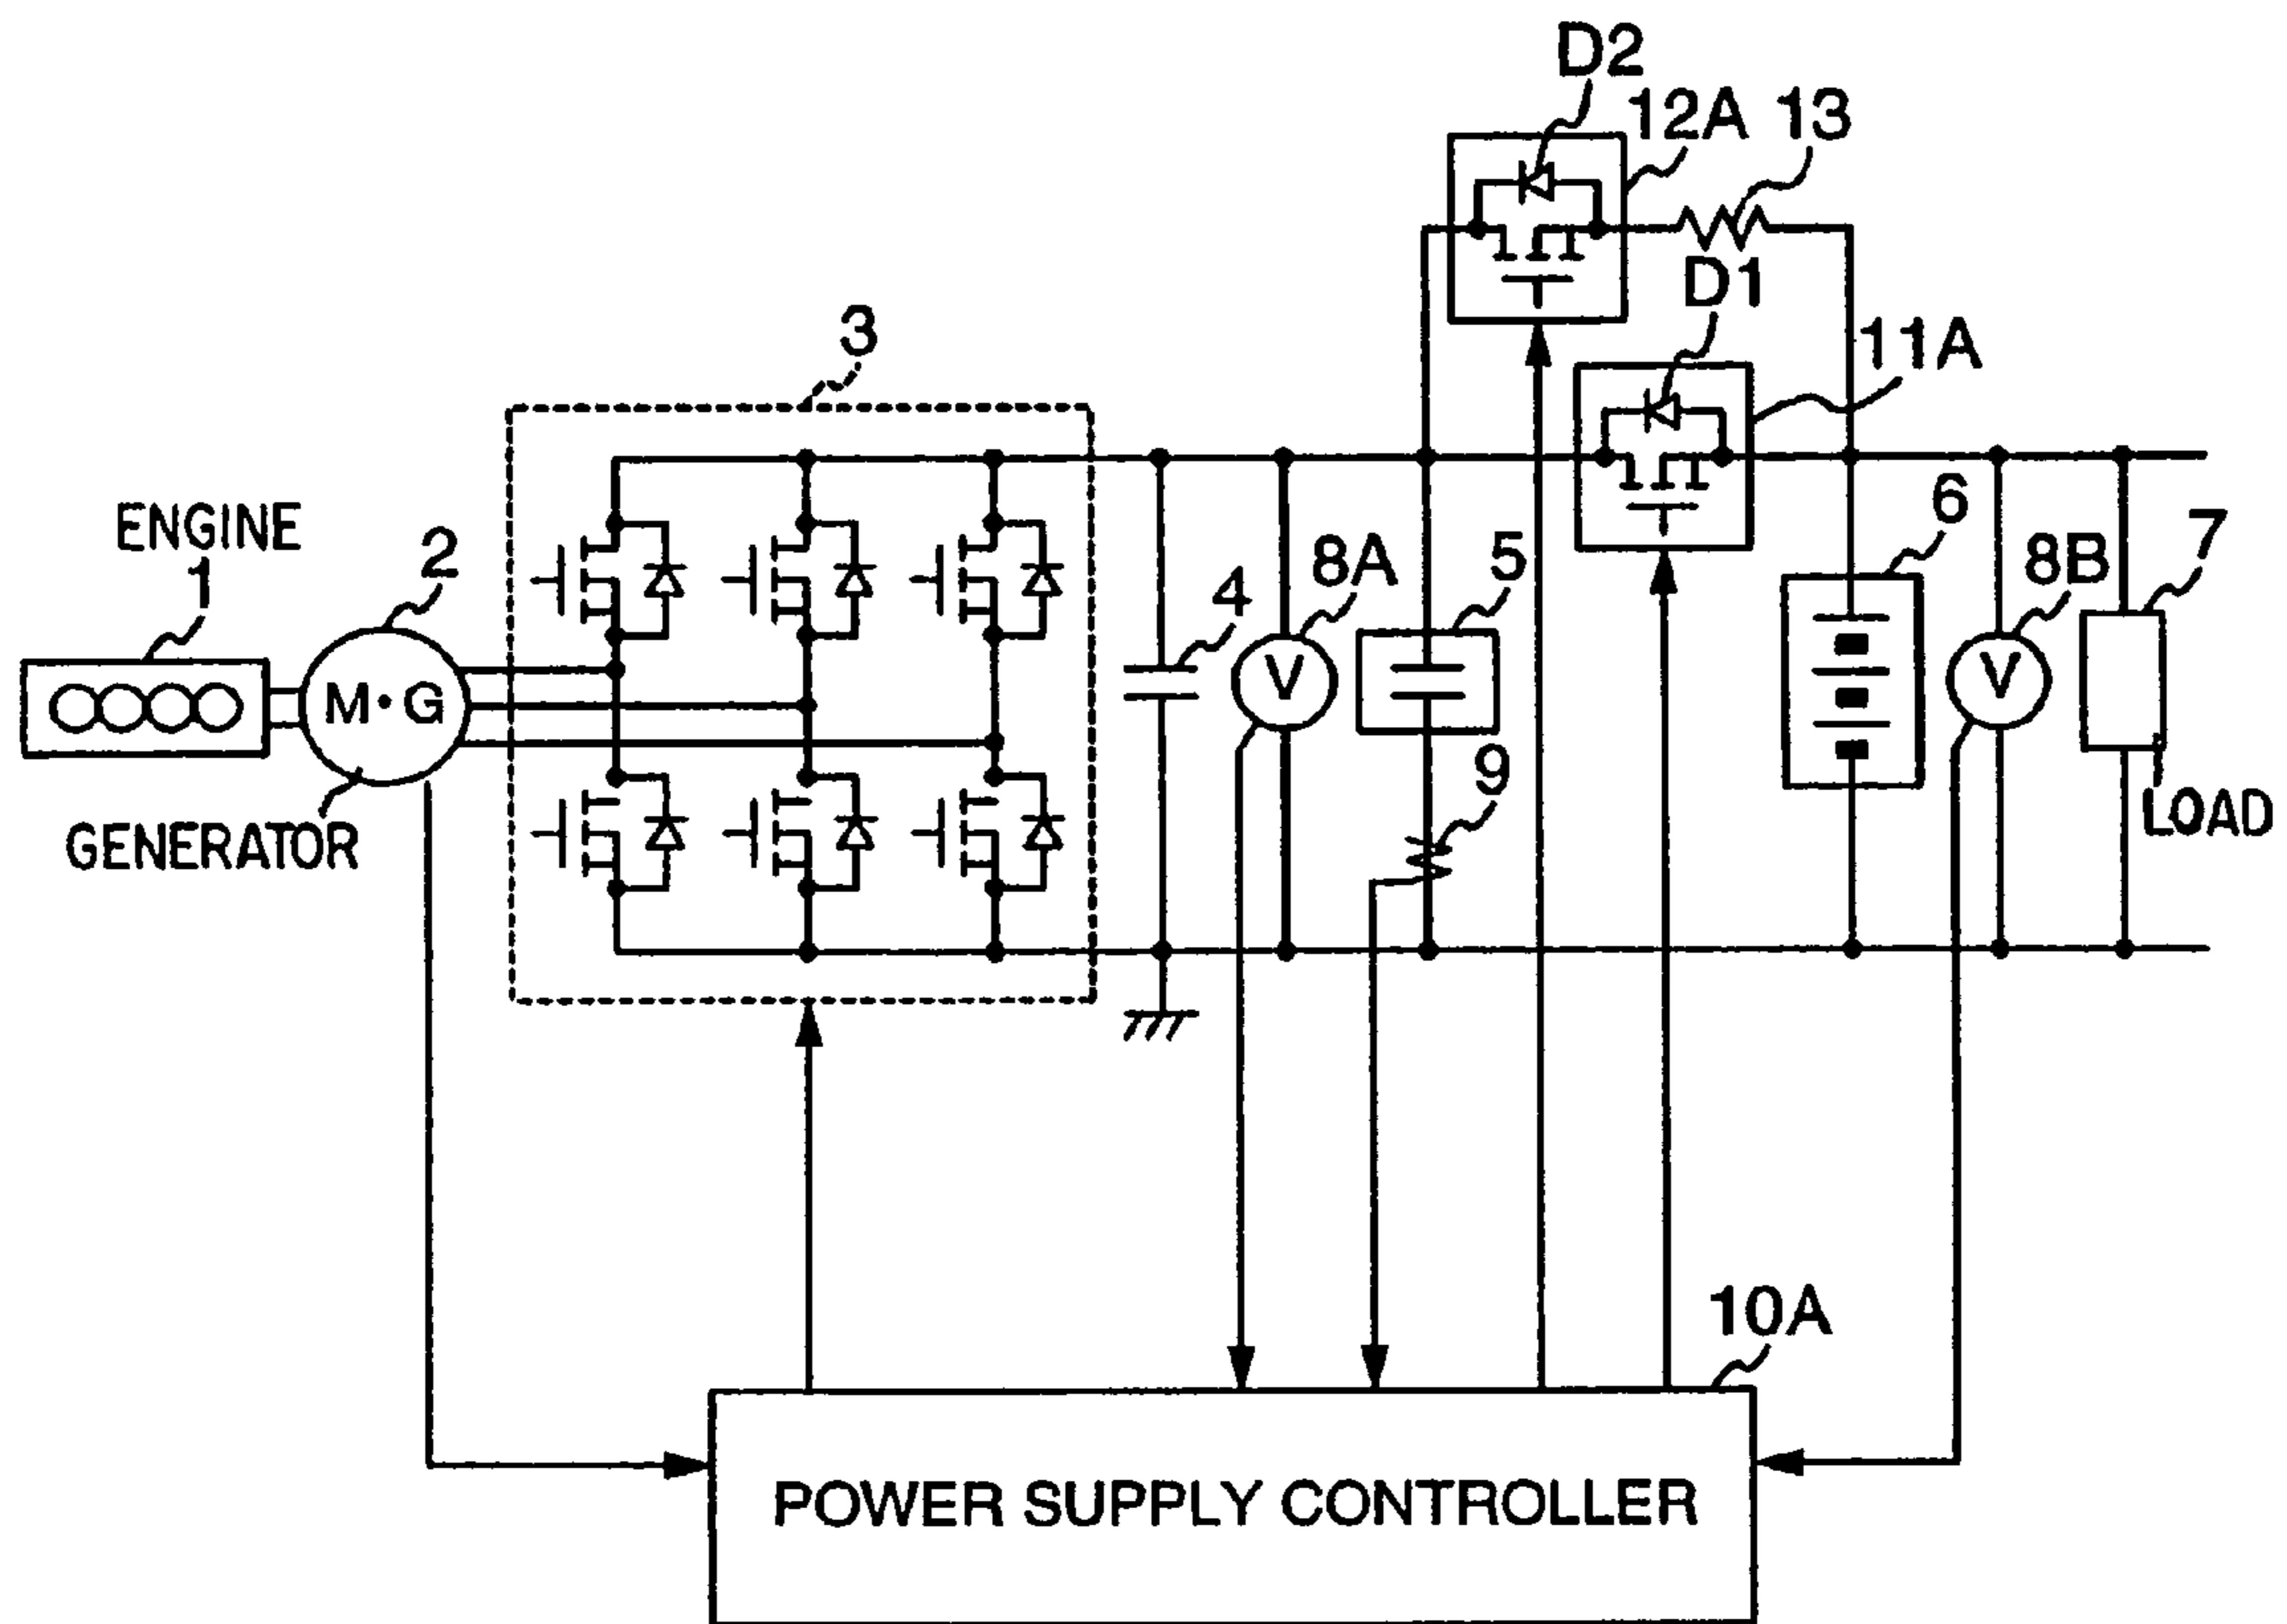 D2
12A
13
D1
3
11A
ENGINE
1
2
6
7
8A
5
8B
4
M·G
V
V
9
GENERATOR
LOAD
10A
POWER SUPPLY CONTROLLER